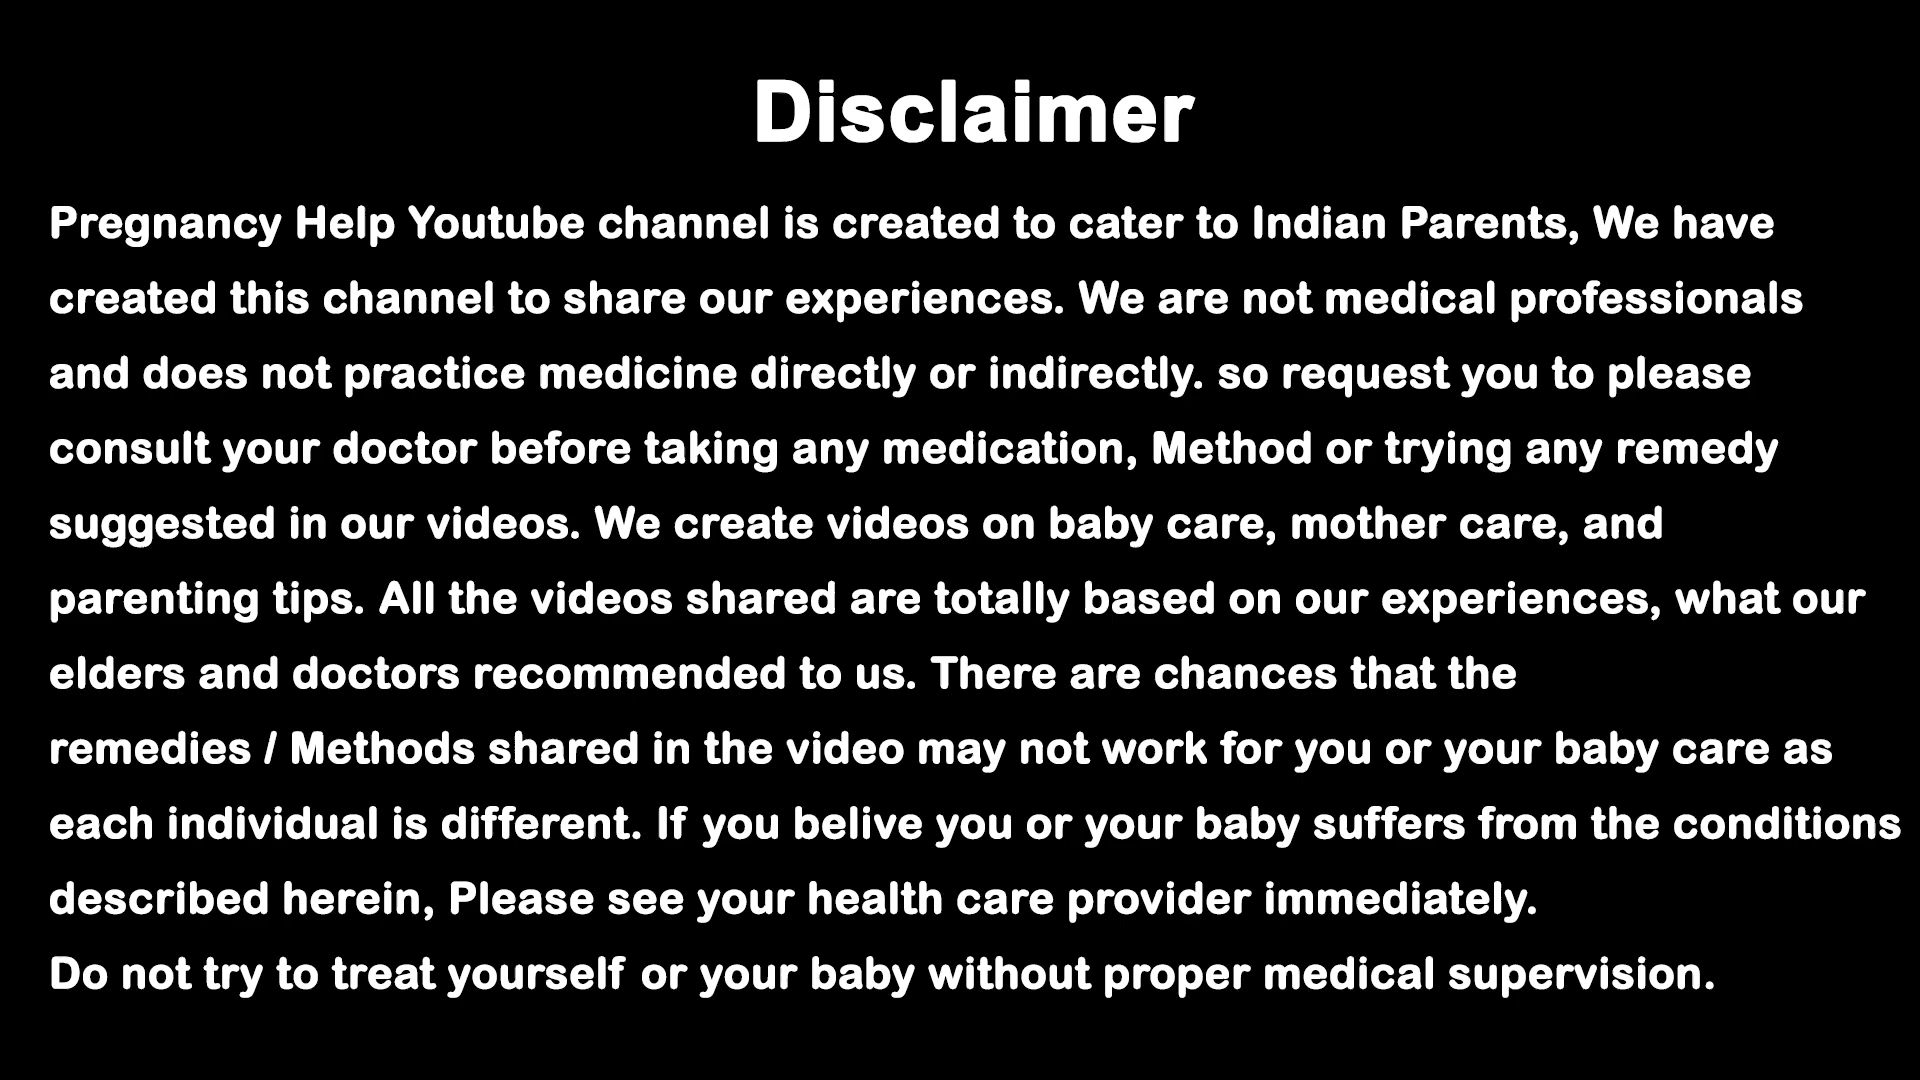 Disclaimer
Pregnancy Help Youtube channel is created to cater to Indian Parents, We have
created this channel to share our experiences. We are not medical professionals
and does not practice medicine directly or indirectly. so request you to please
consult your doctor before taking any medication, Method or trying any remedy
suggested in our videos. We create videos on baby care, mother care, and
parenting tips. All the videos shared are totally based on our experiences, what our
elders and doctors recommended to us. There are chances that the
remedies / Methods shared in the video may not work for you or your baby care as
each individual is different. If you belive you or your baby suffers from the conditions
described herein, Please see your health care provider immediately.
Do not try to treat yourself or your baby without proper medical supervision.